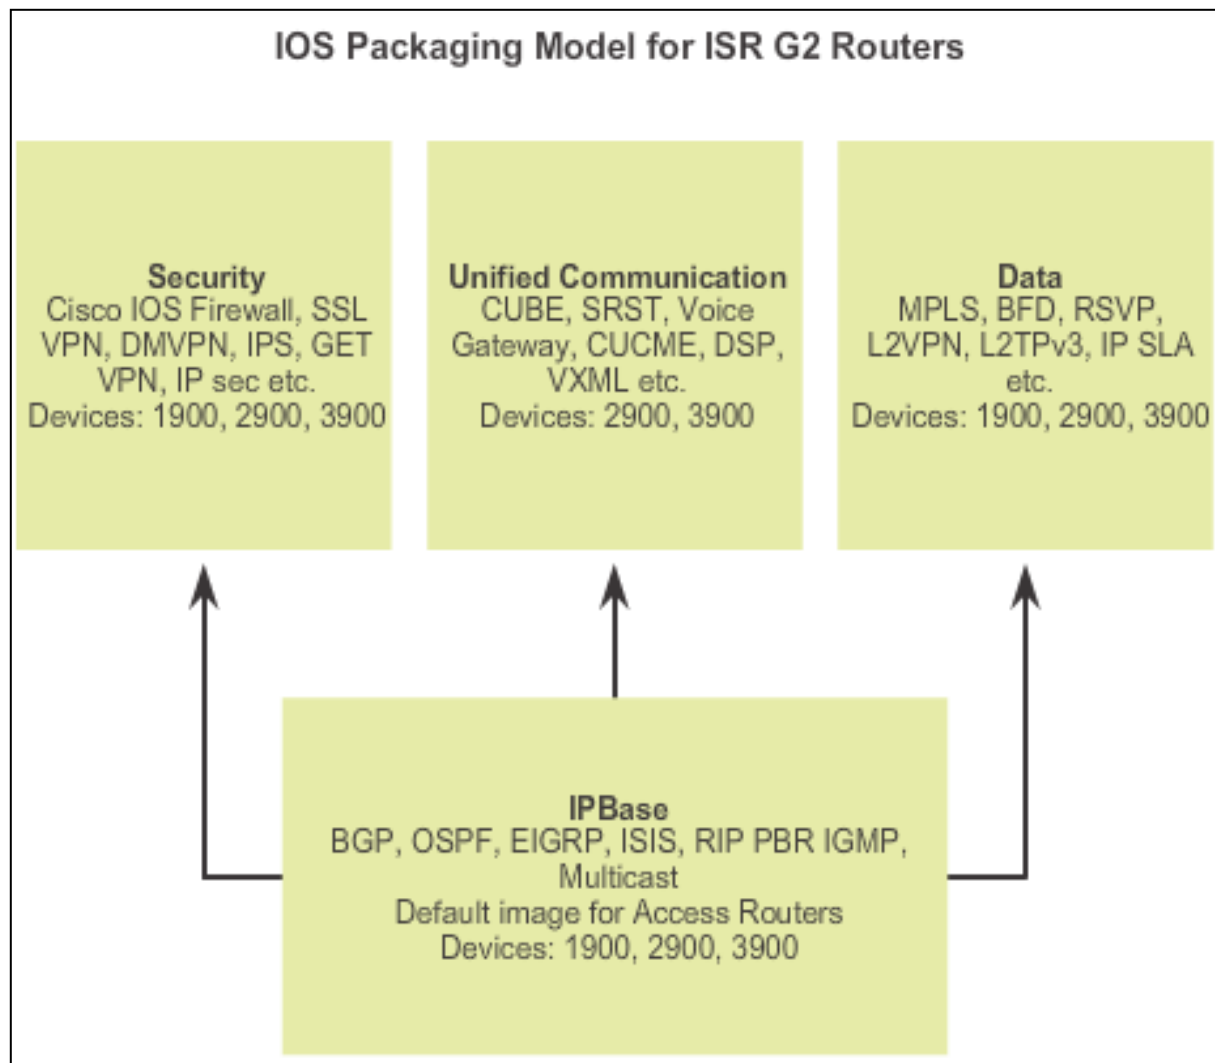 IOS Packaging Model for ISR G2 Routers
Security
Cisco IOS Firewall, SSL
VPN, DMVPN, IPS, GET
VPN, IP sec etc.
Devices: 1900, 2900, 3900
Unified Communication
CUBE, SRST, Voice
Gateway, CUCME, DSP,
VXML etc.
Devices: 2900, 3900
Data
MPLS, BFD, RSVP,
L2VPN, L2TPv3, IP SLA
etc.
Devices: 1900, 2900, 3900
IPBase
BGP, OSPF, EIGRP, ISIS, RIP PBR IGMP,
Multicast
Default image for Access Routers
Devices: 1900, 2900, 3900